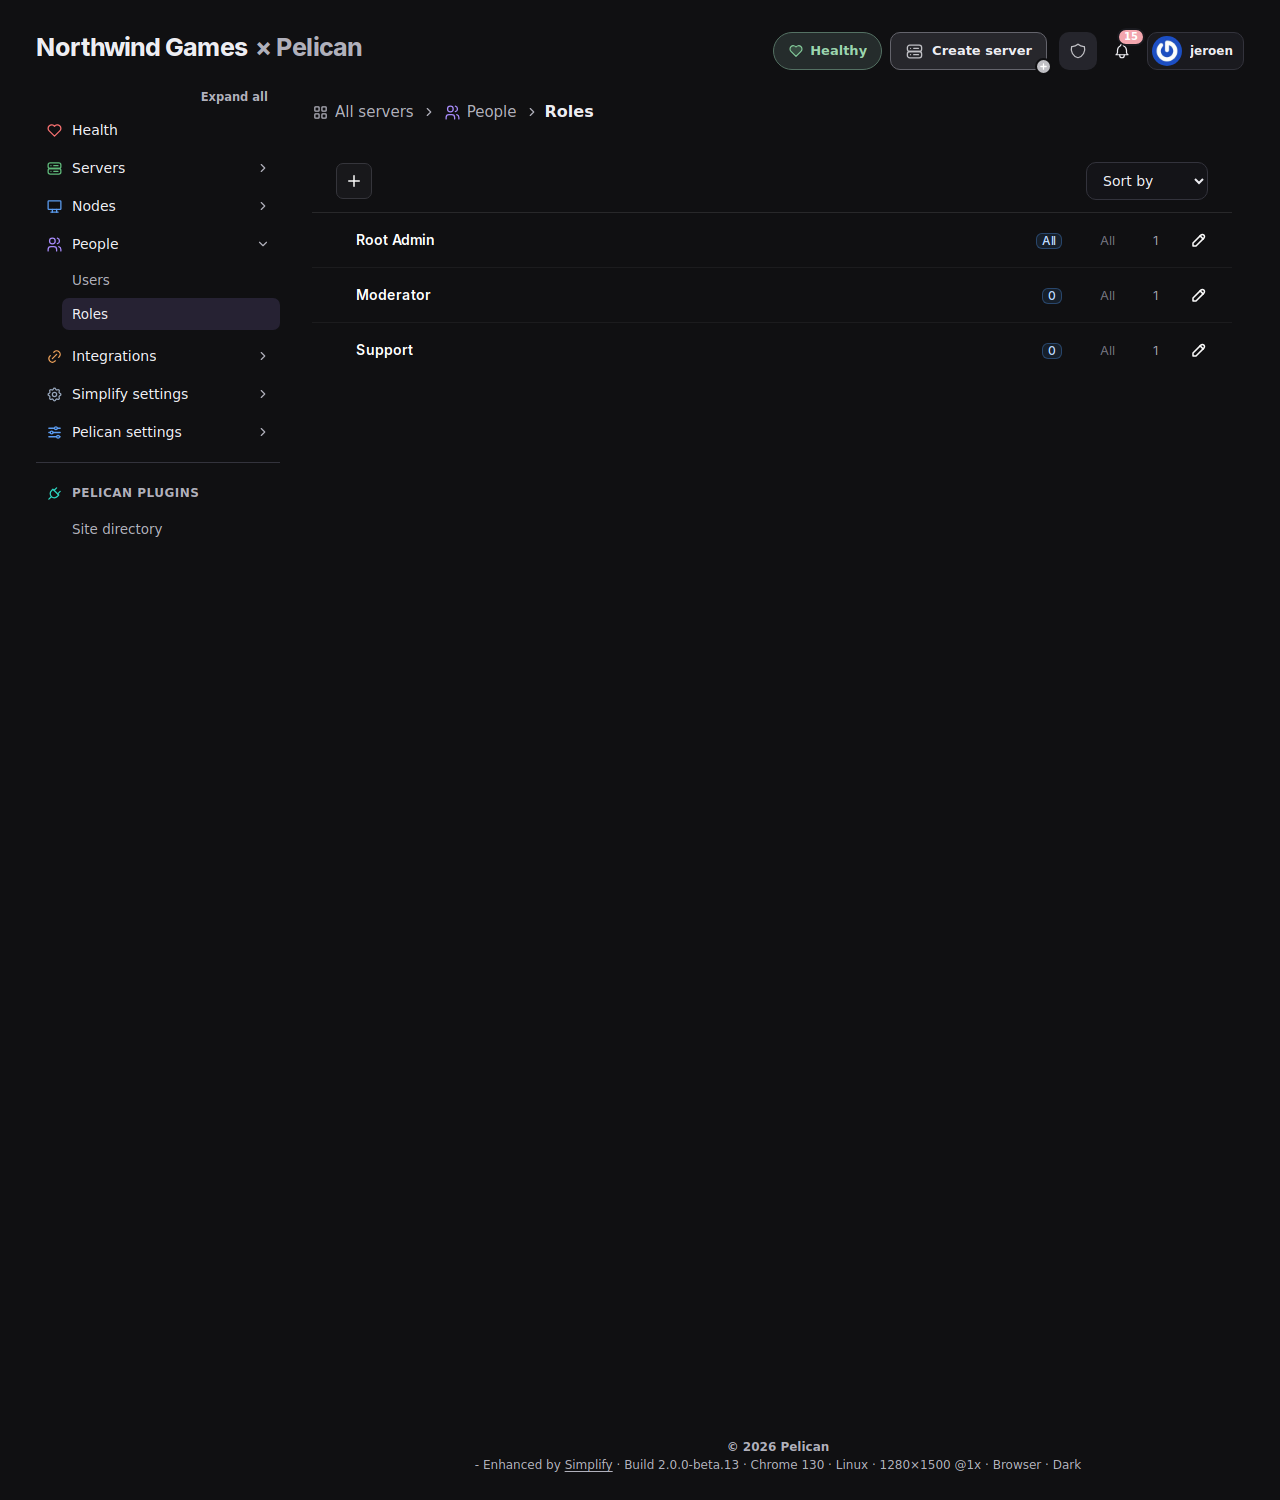 Northwind Games × Pelican
Healthy
Create server
15
jeroen
Expand all
All servers
People
Roles
Health
Servers
Nodes
People
Users
Roles
Integrations
Simplify settings
Pelican settings
PELICAN PLUGINS
Site directory
Sort by
Root Admin All All 1
Moderator 0 All 1
Support 0 All 1
© 2026 Pelican
- Enhanced by Simplify · Build 2.0.0-beta.13 · Chrome 130 · Linux · 1280×1500 @1x · Browser · Dark